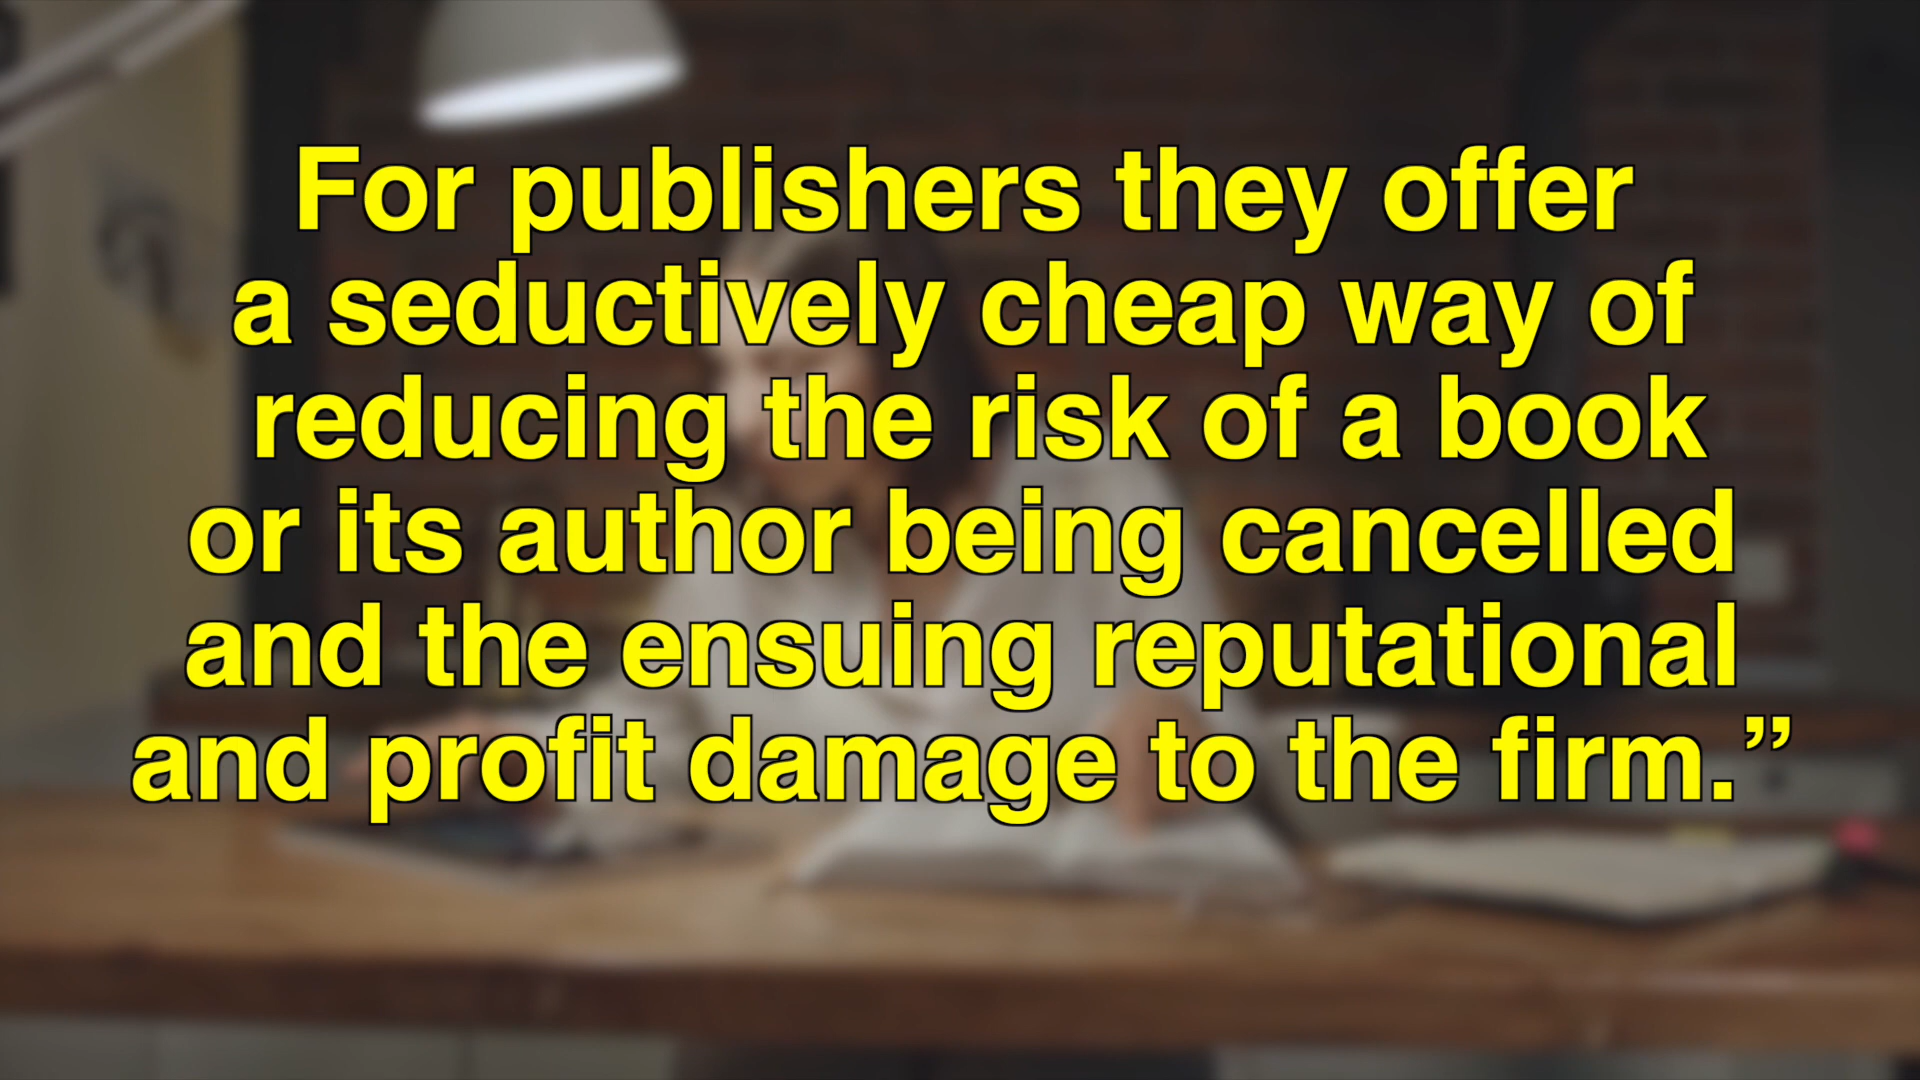 For publishers they offer
a seductively cheap way of
reducing the risk of a book
or its author being cancelled
and the ensuing reputational
and profit damage to the firm.”